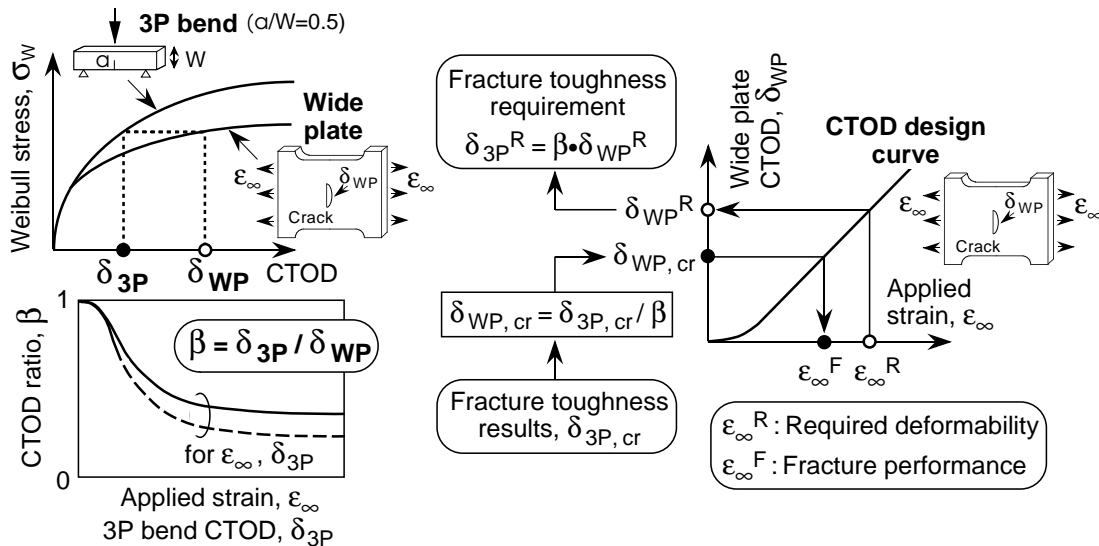 3P bend (a/W=0.5)
a
W
Weibull stress, σW
Wide
plate
ε∞
δWP
ε∞
Crack
δ3P
δWP
CTOD
1
CTOD ratio, β
β = δ3P / δWP
for ε∞ , δ3P
0
Applied strain, ε∞
3P bend CTOD, δ3P
Fracture toughness
requirement
δ3P^R = β•δWP^R
δWP^R
δWP, cr
δWP, cr = δ3P, cr / β
Fracture toughness
results, δ3P, cr
Wide plate
CTOD, δWP
CTOD design
curve
ε∞
δWP
ε∞
Crack
Applied
strain, ε∞
ε∞^F
ε∞^R
ε∞^R : Required deformability
ε∞^F : Fracture performance